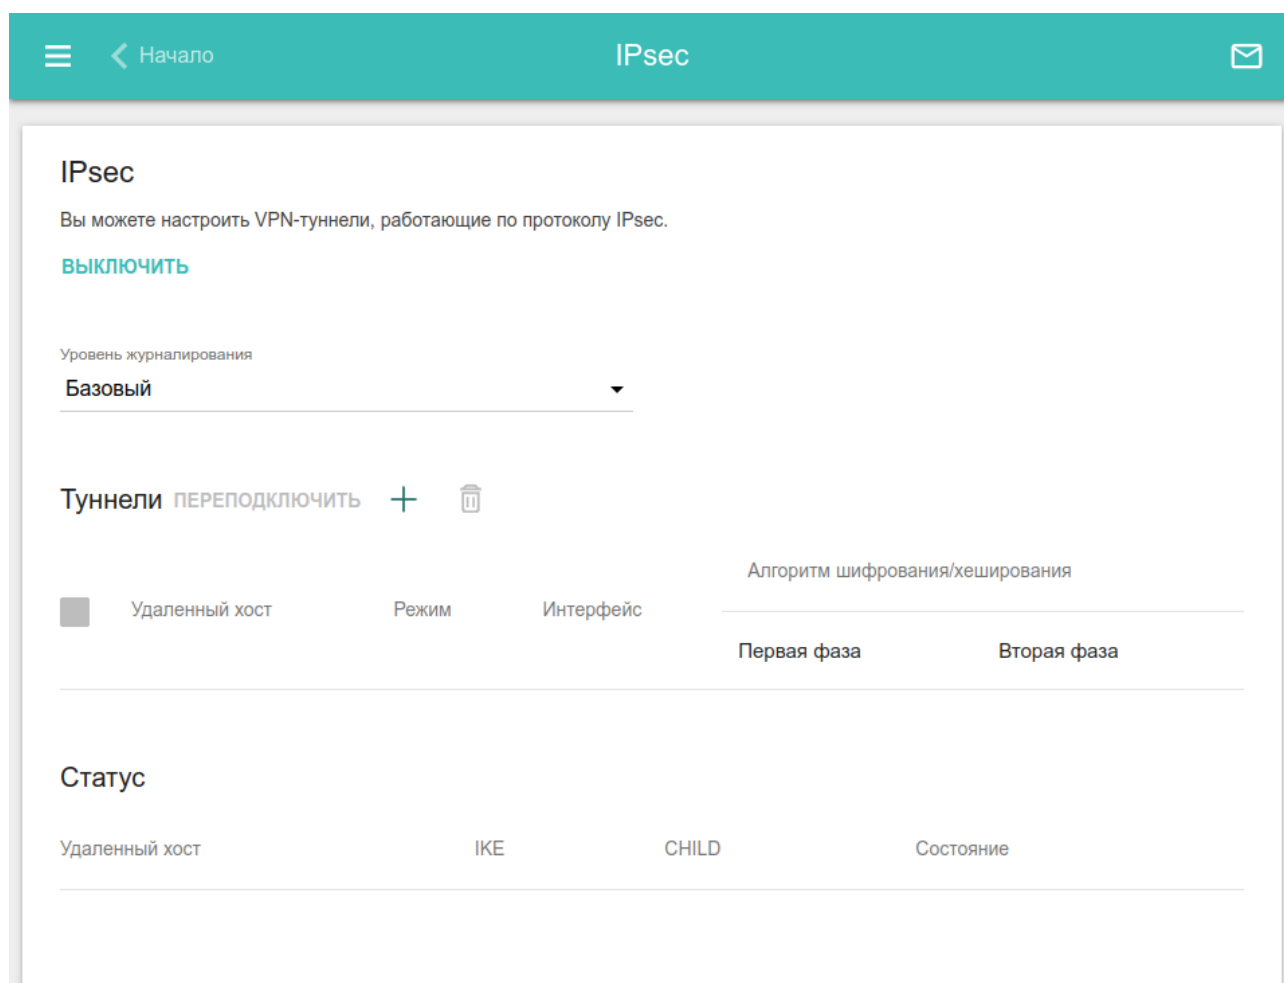 Начало
IPsec
IPsec
Вы можете настроить VPN-туннели, работающие по протоколу IPsec.
ВЫКЛЮЧИТЬ
Уровень журналирования
Базовый
Туннели ПЕРЕПОДКЛЮЧИТЬ
Алгоритм шифрования/хеширования
Удаленный хост Режим Интерфейс
Первая фаза Вторая фаза
Статус
Удаленный хост IKE CHILD Состояние